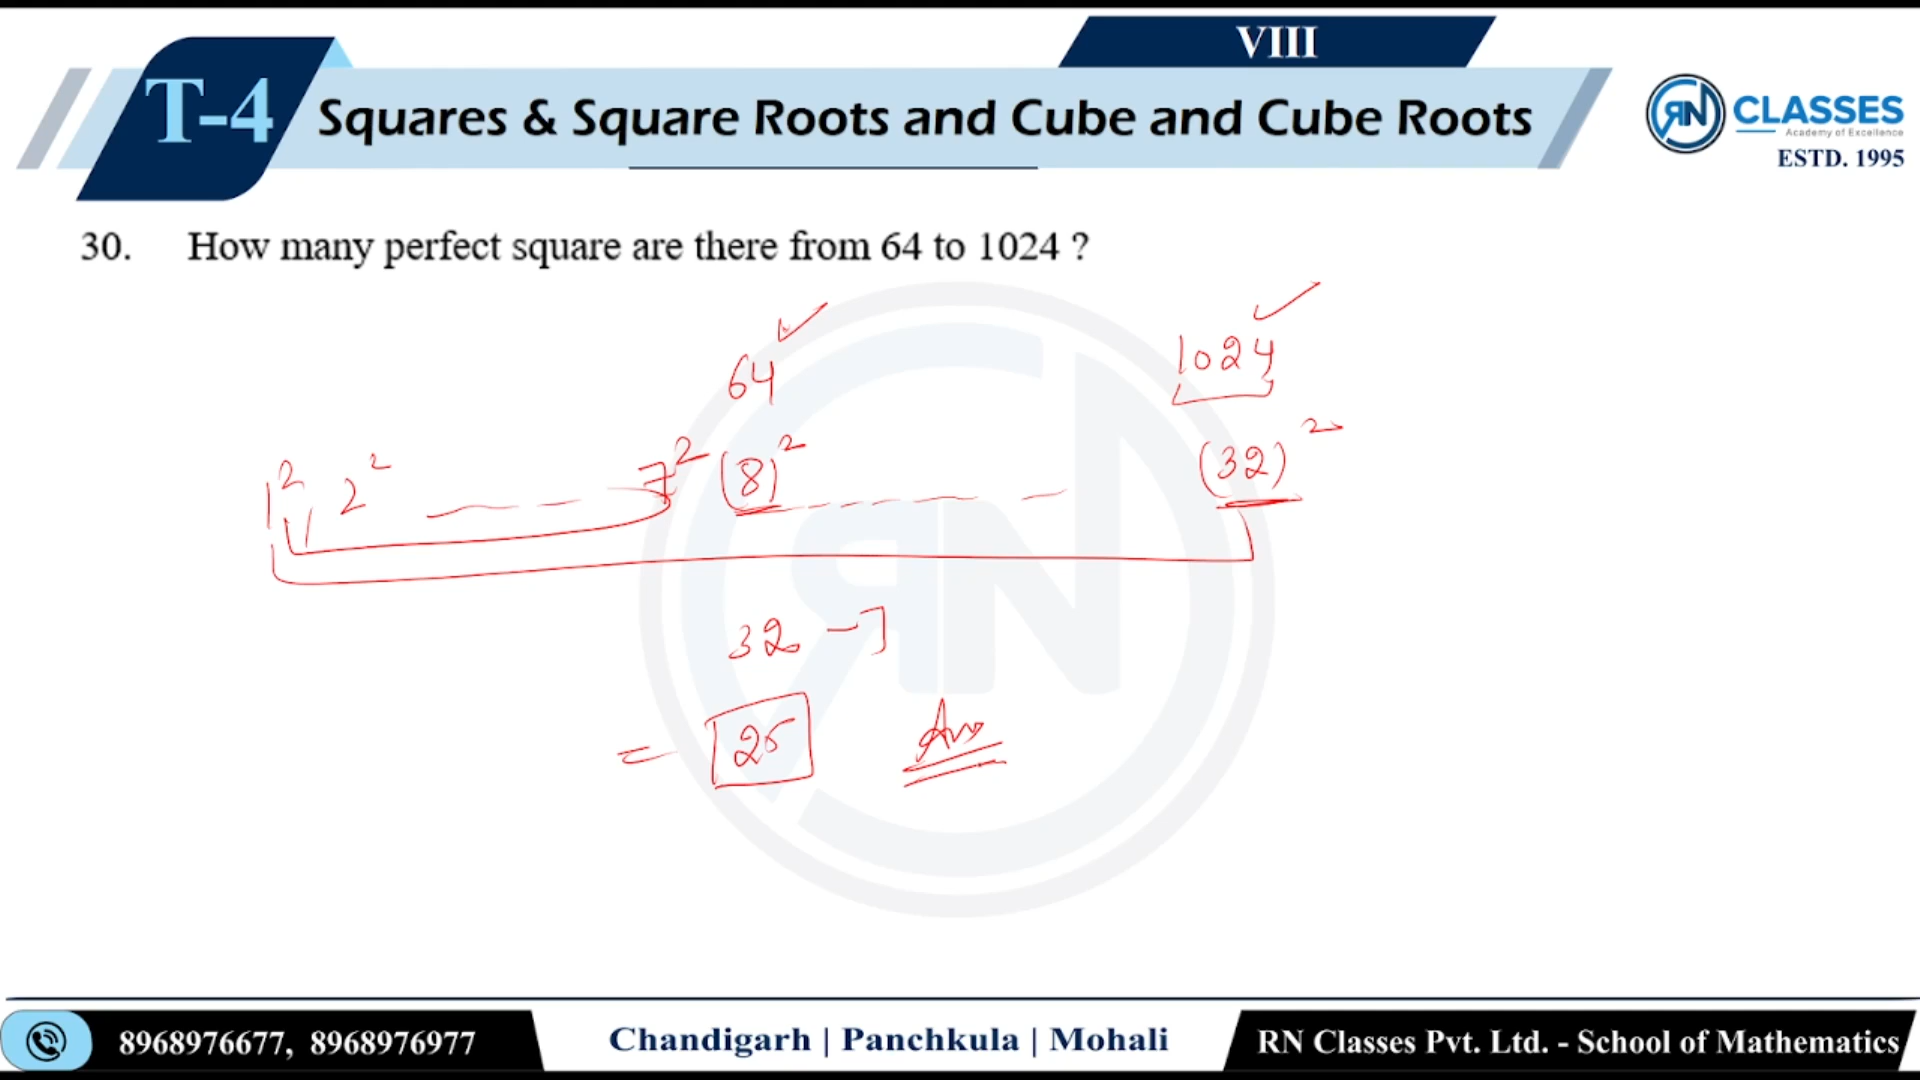 VIII
T-4 Squares & Square Roots and Cube and Cube Roots
RN CLASSES
Academy of Excellence
ESTD. 1995
30. How many perfect square are there from 64 to 1024 ?
64 1024
1² 2² 7² (8)² (32)²
32 - 7
= 25 Ans
RN
8968976677, 8968976977
Chandigarh | Panchkula | Mohali
RN Classes Pvt. Ltd. - School of Mathematics